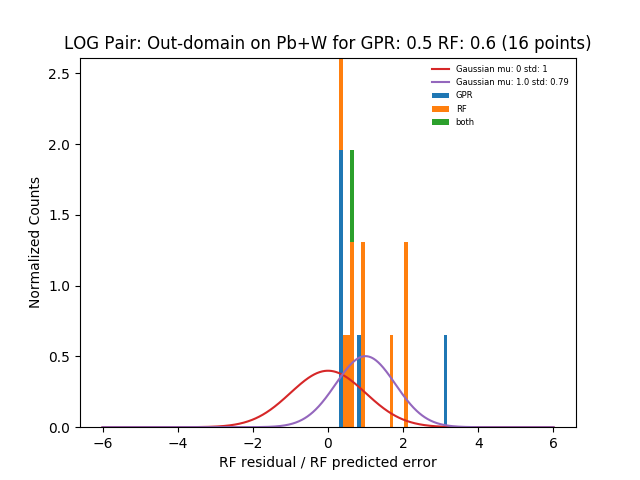 LOG Pair: Out-domain on Pb+W for GPR: 0.5 RF: 0.6 (16 points)
Gaussian mu: 0 std: 1
Gaussian mu: 1.0 std: 0.79
GPR
RF
both
Normalized Counts
2.5
2.0
1.5
1.0
0.5
0.0
−6 −4 −2 0 2 4 6
RF residual / RF predicted error